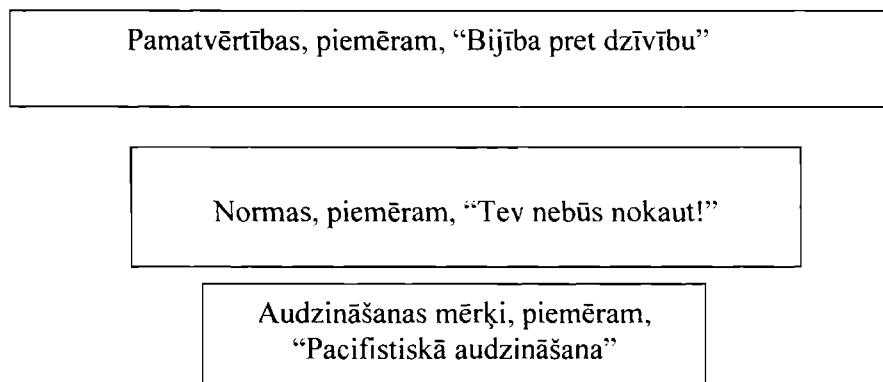 Pamatvērtības, piemēram, “Bijība pret dzīvību”
Normas, piemēram, “Tev nebūs nokaut!”
Audzināšanas mērķi, piemēram,
“Pacifistiskā audzināšana”